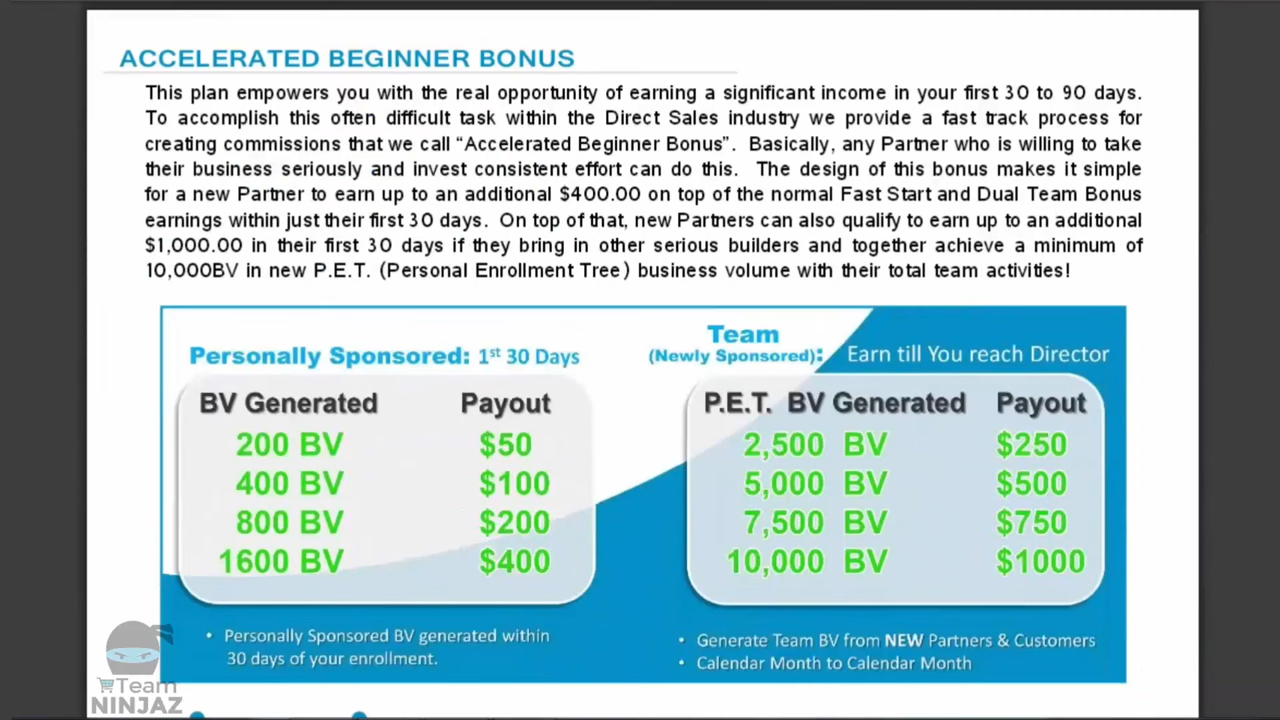 ACCELERATED BEGINNER BONUS
This plan empowers you with the real opportunity of earning a significant income in your first 30 to 90 days.
To accomplish this often difficult task within the Direct Sales industry we provide a fast track process for
creating commissions that we call “Accelerated Beginner Bonus”. Basically, any Partner who is willing to take
their business seriously and invest consistent effort can do this. The design of this bonus makes it simple
for a new Partner to earn up to an additional $400.00 on top of the normal Fast Start and Dual Team Bonus
earnings within just their first 30 days. On top of that, new Partners can also qualify to earn up to an additional
$1,000.00 in their first 30 days if they bring in other serious builders and together achieve a minimum of
10,000BV in new P.E.T. (Personal Enrollment Tree) business volume with their total team activities!
Personally Sponsored: 1st 30 Days
BV Generated Payout
200 BV $50
400 BV $100
800 BV $200
1600 BV $400
• Personally Sponsored BV generated within
30 days of your enrollment.
Team
(Newly Sponsored): Earn till You reach Director
P.E.T. BV Generated Payout
2,500 BV $250
5,000 BV $500
7,500 BV $750
10,000 BV $1000
• Generate Team BV from NEW Partners & Customers
• Calendar Month to Calendar Month
Team
NINJAZ